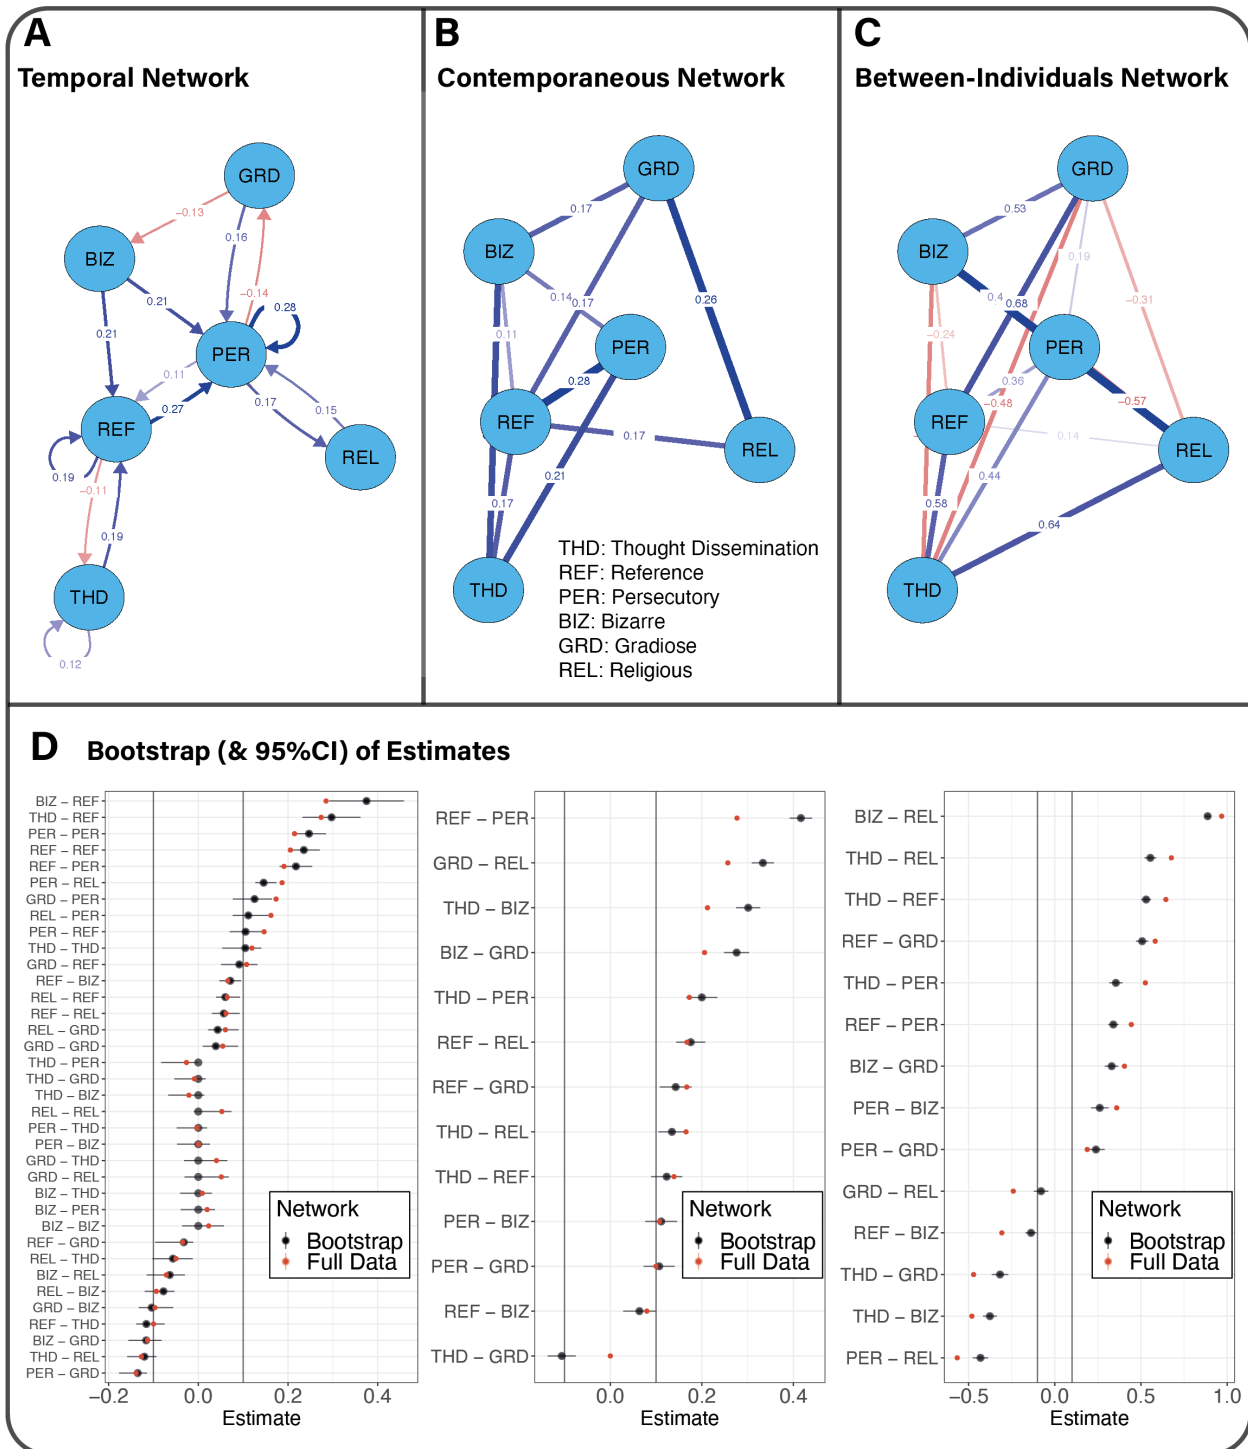 A
Temporal Network
GRD
−0.13
0.16
BIZ
0.21
−0.14
0.28
0.21
PER
0.11
0.27
0.17
0.15
REF
REL
0.19
−0.11
0.19
THD
0.12
B
Contemporaneous Network
GRD
0.17
BIZ
0.14
0.17
0.26
0.11
PER
0.28
REF
0.17
REL
0.21
0.17
THD
THD: Thought Dissemination
REF: Reference
PER: Persecutory
BIZ: Bizarre
GRD: Gradiose
REL: Religious
C
Between-Individuals Network
GRD
0.53
BIZ
0.19
0.4
0.68
−0.31
−0.24
PER
0.36
−0.48
−0.57
REF
0.14
REL
0.44
0.58
0.64
THD
D
Bootstrap (& 95%CI) of Estimates
BIZ − REF
THD − REF
PER − PER
REF − REF
REF − PER
PER − REL
GRD − PER
REL − PER
PER − REF
THD − THD
GRD − REF
REF − BIZ
REL − REF
REF − REL
REL − GRD
GRD − GRD
THD − PER
THD − GRD
THD − BIZ
REL − REL
PER − THD
PER − BIZ
GRD − THD
GRD − REL
BIZ − THD
BIZ − PER
BIZ − BIZ
REF − GRD
REL − THD
BIZ − REL
REL − BIZ
GRD − BIZ
REF − THD
BIZ − GRD
THD − REL
PER − GRD
Network
Bootstrap
Full Data
−0.2 0.0 0.2 0.4
Estimate
REF − PER
GRD − REL
THD − BIZ
BIZ − GRD
THD − PER
REF − REL
REF − GRD
THD − REL
THD − REF
PER − BIZ
PER − GRD
REF − BIZ
THD − GRD
Network
Bootstrap
Full Data
0.0 0.2 0.4
Estimate
BIZ − REL
THD − REL
THD − REF
REF − GRD
THD − PER
REF − PER
BIZ − GRD
PER − BIZ
PER − GRD
GRD − REL
REF − BIZ
THD − GRD
THD − BIZ
PER − REL
Network
Bootstrap
Full Data
−0.5 0.0 0.5 1.0
Estimate